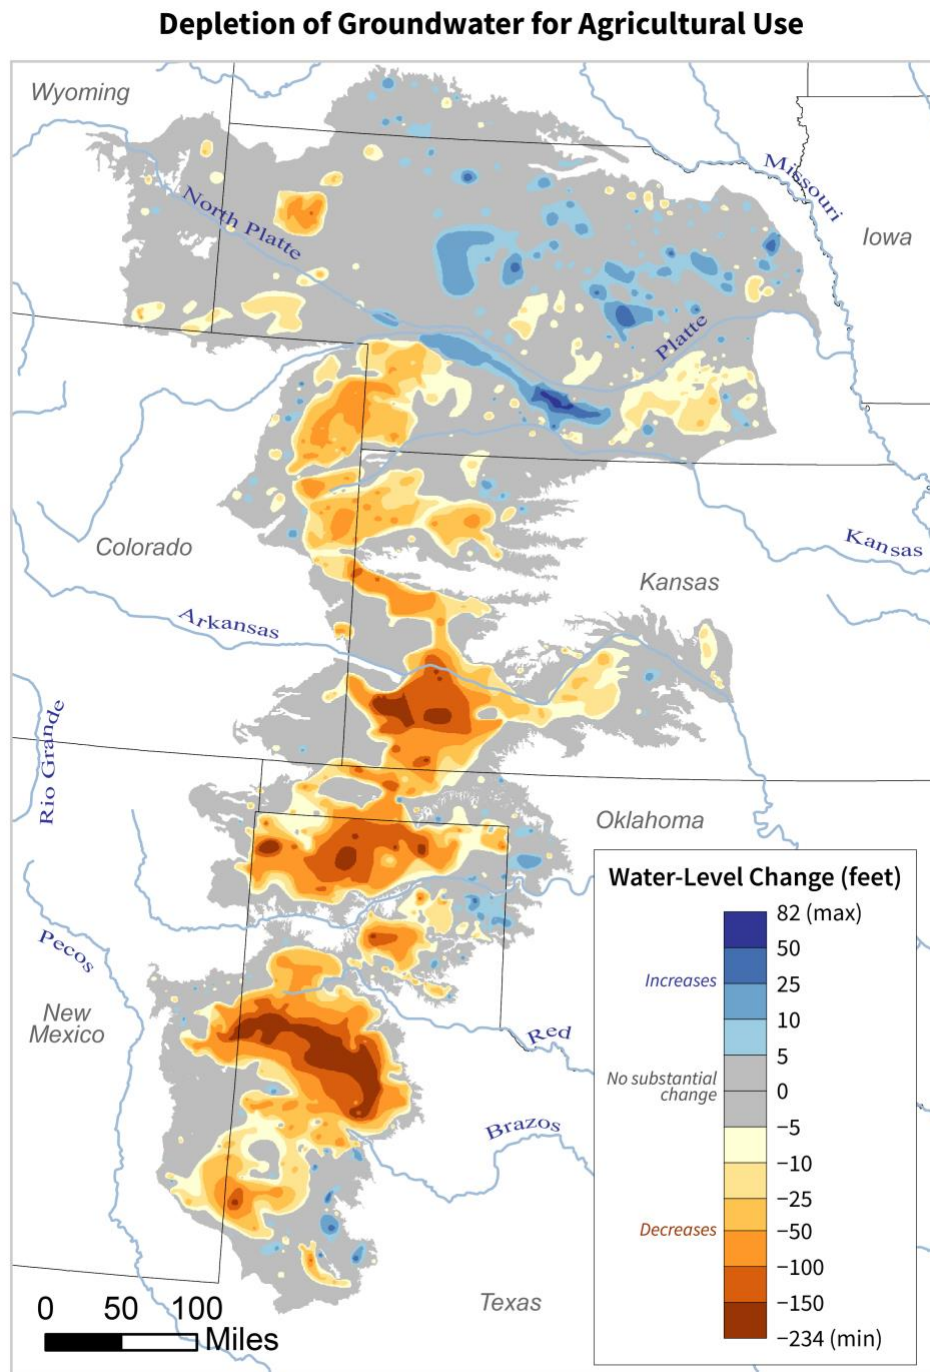 Depletion of Groundwater for Agricultural Use
Wyoming
Missouri
North Platte
Iowa
Platte
Colorado
Kansas
Kansas
Arkansas
Rio Grande
Oklahoma
Pecos
New
Mexico
Red
Brazos
Texas
Water-Level Change (feet)
82 (max)
50
Increases
25
10
5
No substantial
change
0
−5
−10
−25
Decreases
−50
−100
−150
−234 (min)
0 50 100
Miles